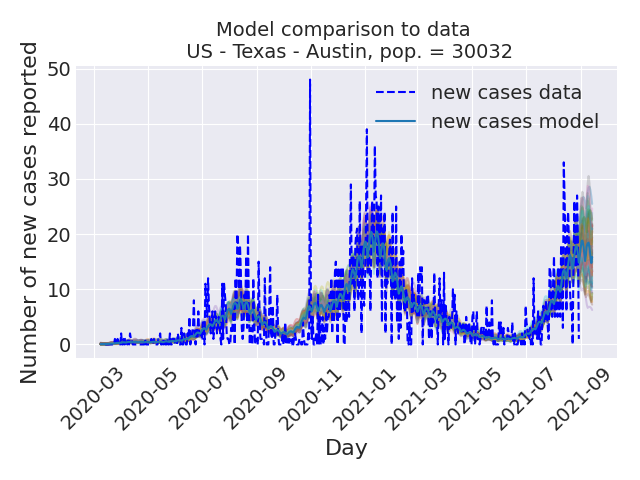 Model comparison to data
US - Texas - Austin, pop. = 30032
Number of new cases reported
50
40
30
20
10
0
new cases data
new cases model
2020-03
2020-05
2020-07
2020-09
2020-11
2021-01
2021-03
2021-05
2021-07
2021-09
Day